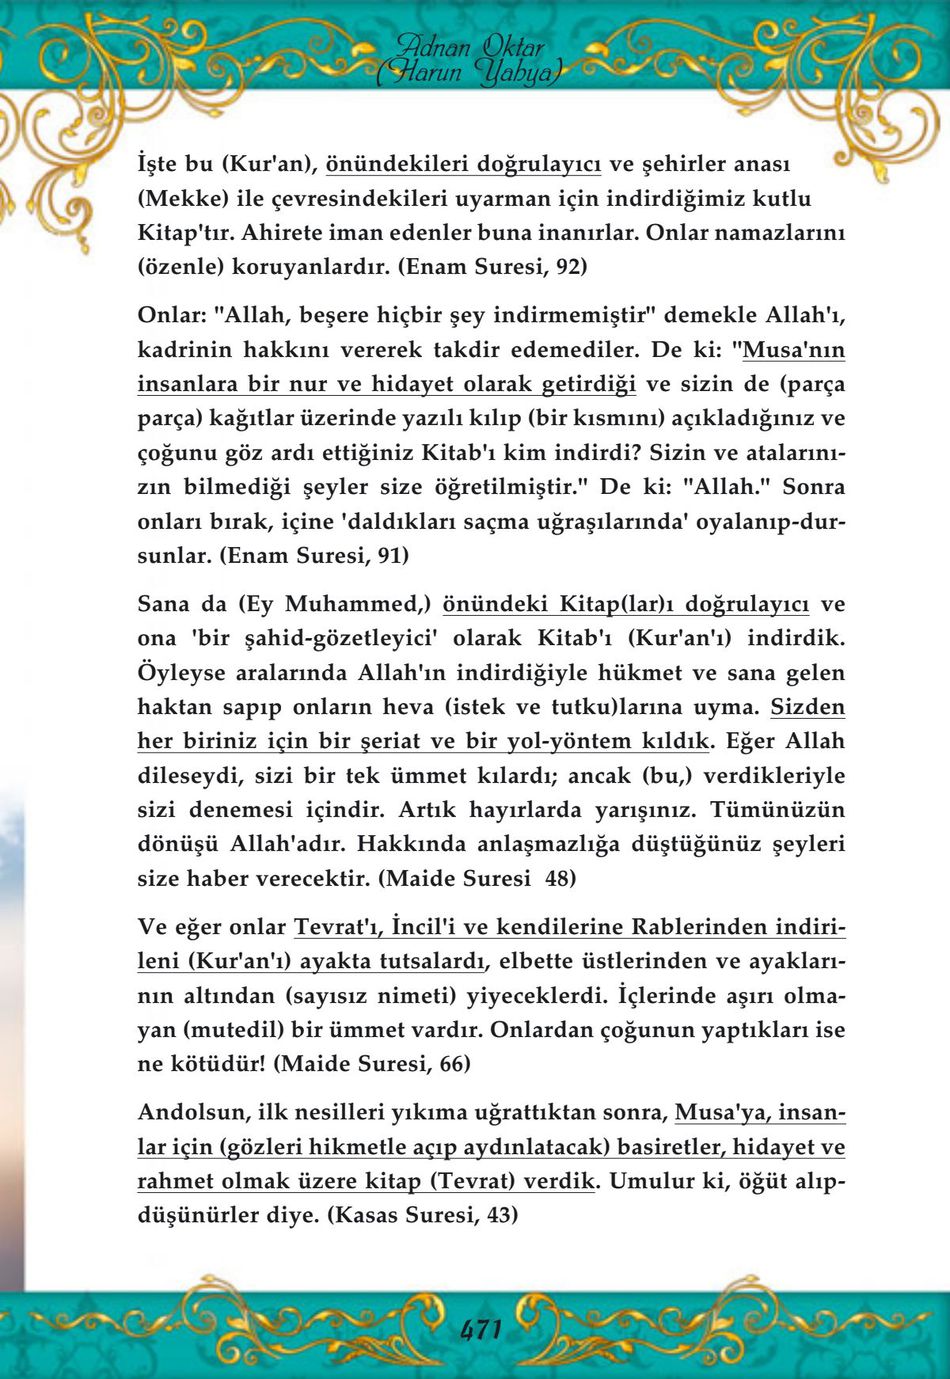 Adnan Oktar
(Harun Yahya)
İşte bu (Kur'an), önündekileri doğrulayıcı ve şehirler anası
(Mekke) ile çevresindekileri uyarman için indirdiğimiz kutlu
Kitap'tır. Ahirete iman edenler buna inanırlar. Onlar namazlarını
(özenle) koruyanlardır. (Enam Suresi, 92)
Onlar: "Allah, beşere hiçbir şey indirmemiştir" demekle Allah'ı,
kadrinin hakkını vererek takdir edemediler. De ki: "Musa'nın
insanlara bir nur ve hidayet olarak getirdiği ve sizin de (parça
parça) kağıtlar üzerinde yazılı kılıp (bir kısmını) açıkladığınız ve
çoğunu göz ardı ettiğiniz Kitab'ı kim indirdi? Sizin ve atalarını-
zın bilmediği şeyler size öğretilmiştir." De ki: "Allah." Sonra
onları bırak, içine 'daldıkları saçma uğraşılarında' oyalanıp-dur-
sunlar. (Enam Suresi, 91)
Sana da (Ey Muhammed,) önündeki Kitap(lar)ı doğrulayıcı ve
ona 'bir şahid-gözetleyici' olarak Kitab'ı (Kur'an'ı) indirdik.
Öyleyse aralarında Allah'ın indirdiğiyle hükmet ve sana gelen
haktan sapıp onların heva (istek ve tutku)larına uyma. Sizden
her biriniz için bir şeriat ve bir yol-yöntem kıldık. Eğer Allah
dileseydi, sizi bir tek ümmet kılardı; ancak (bu,) verdikleriyle
sizi denemesi içindir. Artık hayırlarda yarışınız. Tümünüzün
dönüşü Allah'adır. Hakkında anlaşmazlığa düştüğünüz şeyleri
size haber verecektir. (Maide Suresi  48)
Ve eğer onlar Tevrat'ı, İncil'i ve kendilerine Rablerinden indiri-
leni (Kur'an'ı) ayakta tutsalardı, elbette üstlerinden ve ayakları-
nın altından (sayısız nimeti) yiyeceklerdi. İçlerinde aşırı olma-
yan (mutedil) bir ümmet vardır. Onlardan çoğunun yaptıkları ise
ne kötüdür! (Maide Suresi, 66)
Andolsun, ilk nesilleri yıkıma uğrattıktan sonra, Musa'ya, insan-
lar için (gözleri hikmetle açıp aydınlatacak) basiretler, hidayet ve
rahmet olmak üzere kitap (Tevrat) verdik. Umulur ki, öğüt alıp-
düşünürler diye. (Kasas Suresi, 43)
471